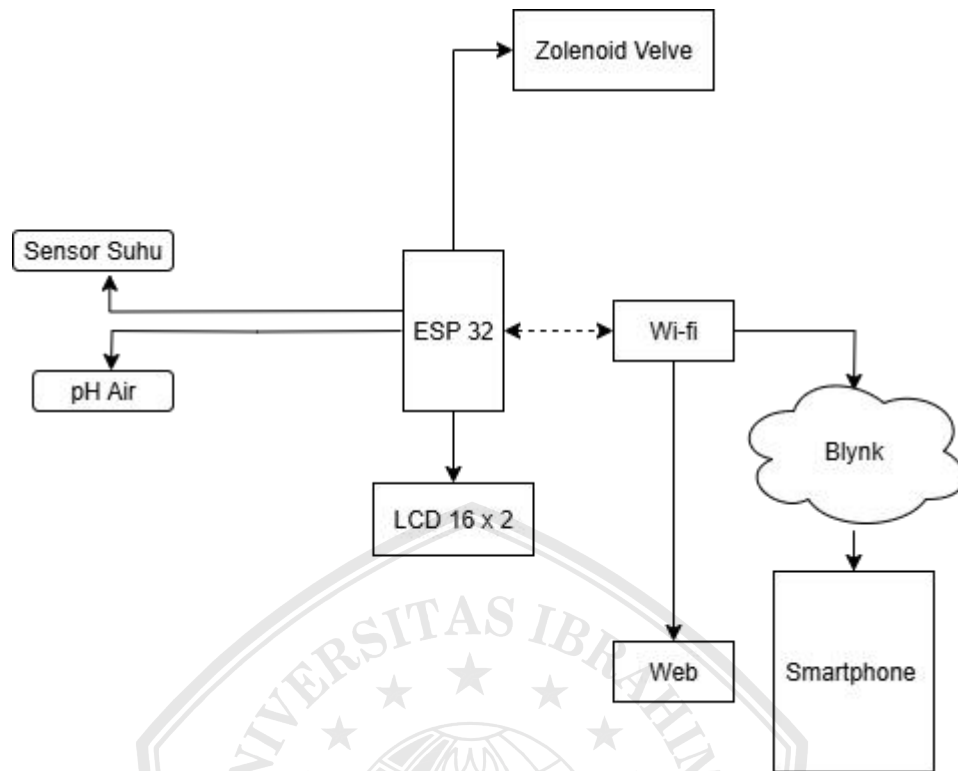 Zolenoid Velve
Sensor Suhu
ESP 32
Wi-fi
pH Air
Blynk
LCD 16 x 2
Web
Smartphone
UNIVERSITAS IBRAHIM